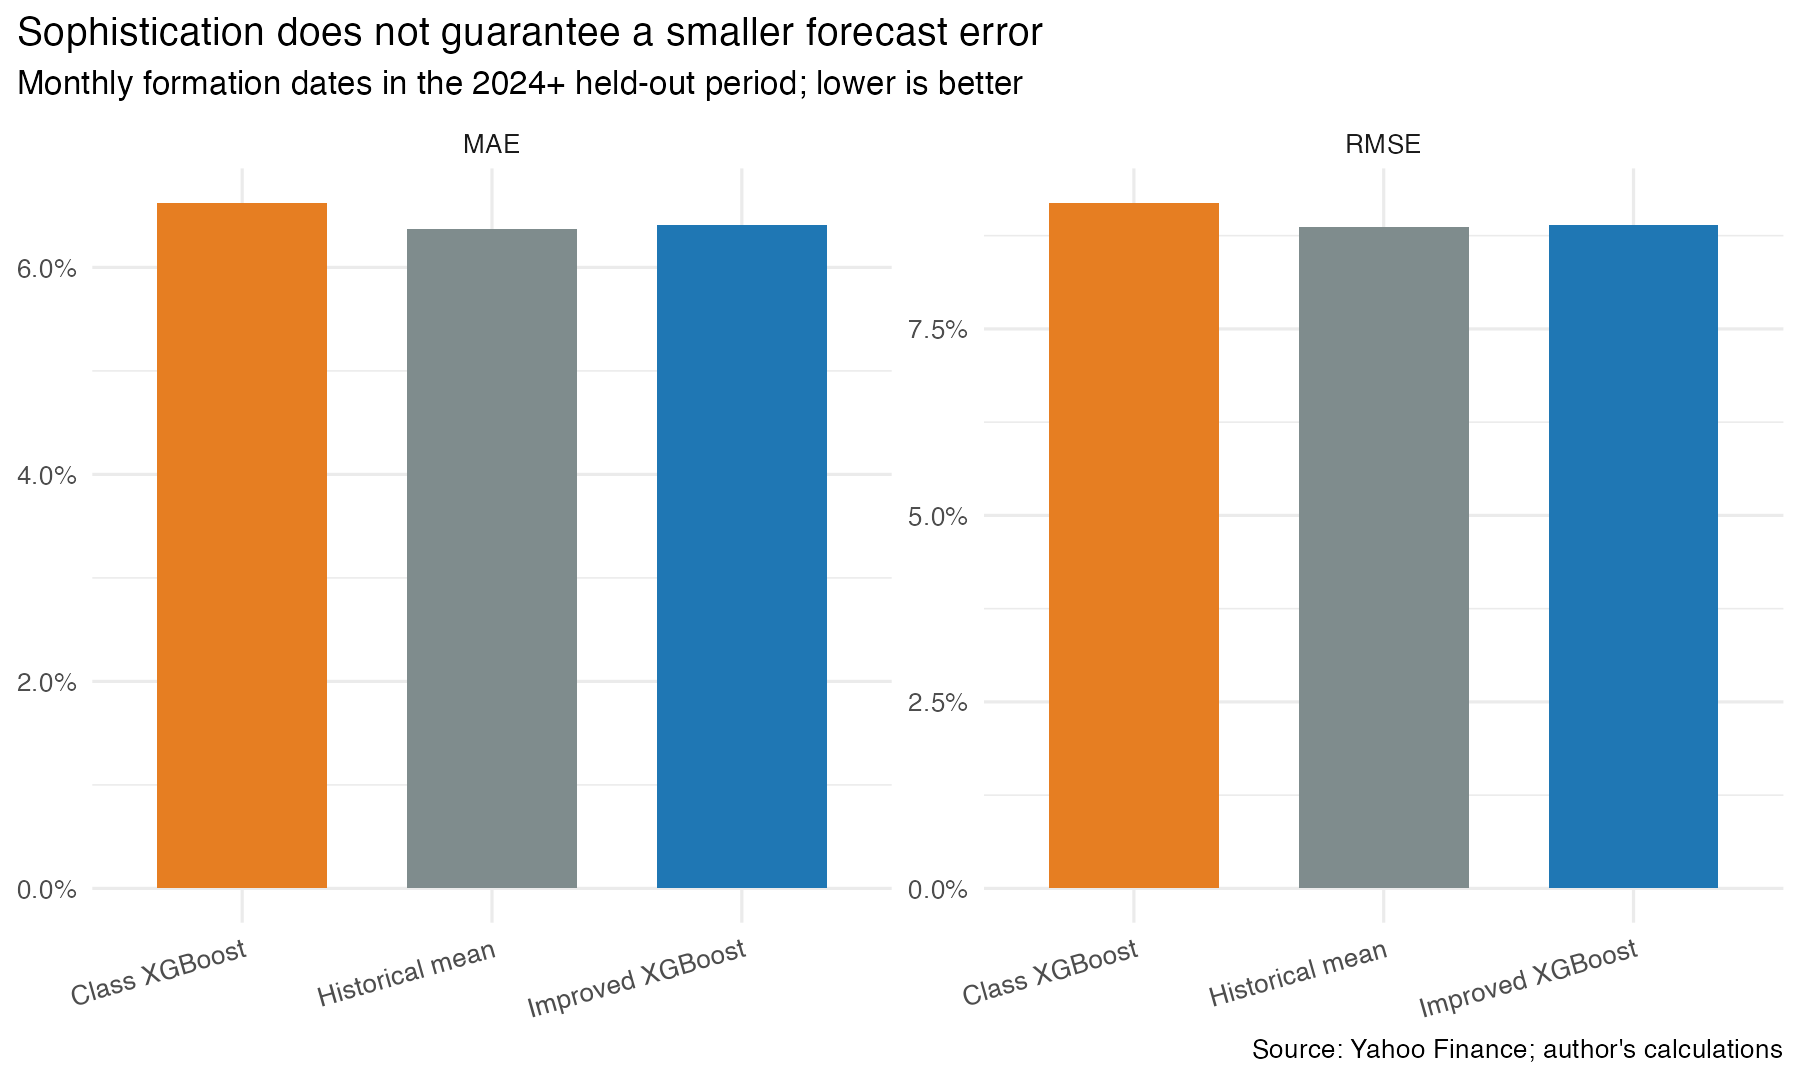 Sophistication does not guarantee a smaller forecast error
Monthly formation dates in the 2024+ held-out period; lower is better
MAE
6.0%
4.0%
2.0%
0.0%
Class XGBoost
Historical mean
Improved XGBoost
RMSE
7.5%
5.0%
2.5%
0.0%
Class XGBoost
Historical mean
Improved XGBoost
Source: Yahoo Finance; author's calculations